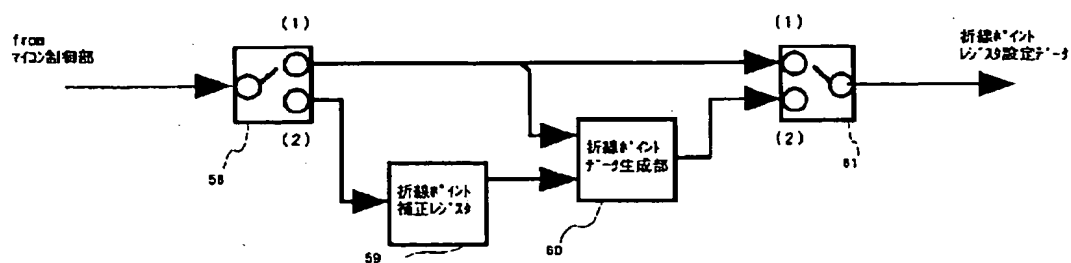 from
マイコン制御部
(1)
(2)
58
折線ポイント
補正レジスタ
59
折線ポイント
データ生成部
60
(1)
(2)
61
折線ポイント
レジスタ設定データ